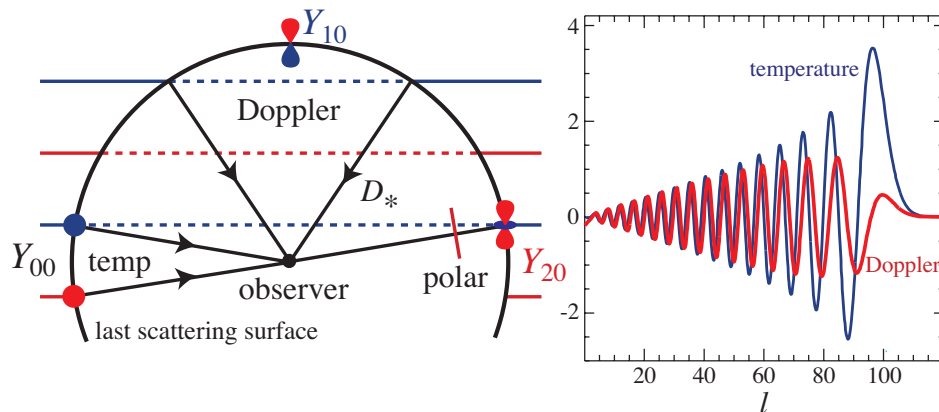 Y10
Doppler
D*
Y00
temp
observer
polar
Y20
last scattering surface
4
2
0
-2
temperature
Doppler
20 40 60 80 100
l